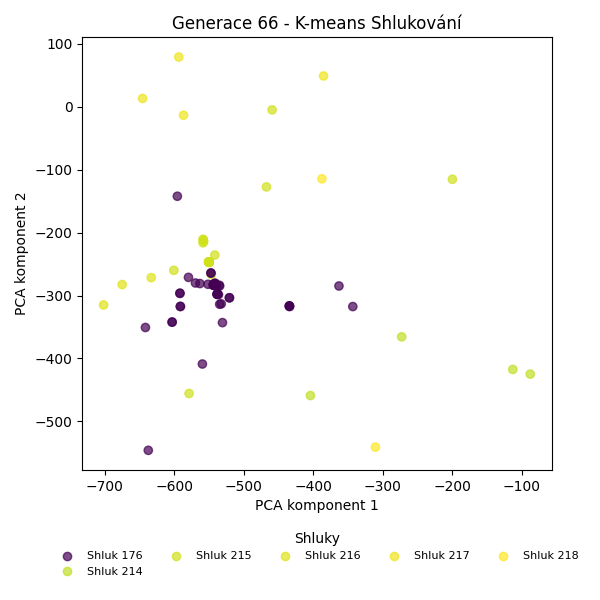 Generace 66 - K-means Shlukování
100
0
−100
−200
−300
−400
−500
PCA komponent 2
−700 −600 −500 −400 −300 −200 −100
PCA komponent 1
Shluky
Shluk 176 Shluk 215 Shluk 216 Shluk 217 Shluk 218
Shluk 214